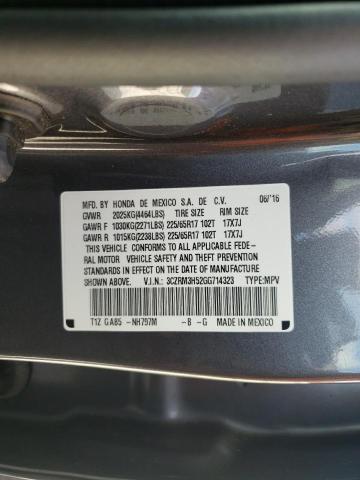 MFD. BY HONDA DE MEXICO S.A. DE C.V. 06/16
GVWR 2025KG(4464LBS) TIRE SIZE RIM SIZE
GAWR F 1030KG(2271LBS) 225/65R17 102T 17X7J
GAWR R 1015KG(2238LBS) 225/65R17 102T 17X7J
THIS VEHICLE CONFORMS TO ALL APPLICABLE FEDE-
RAL MOTOR VEHICLE SAFETY AND THEFT PREVENTION
STANDARDS IN EFFECT ON THE DATE OF
MANUFACTURE SHOWN ABOVE.
V.I.N.: 3CZRM3H52GG714323 TYPE:MPV
T1Z GA85 -NH797M -B -G MADE IN MEXICO